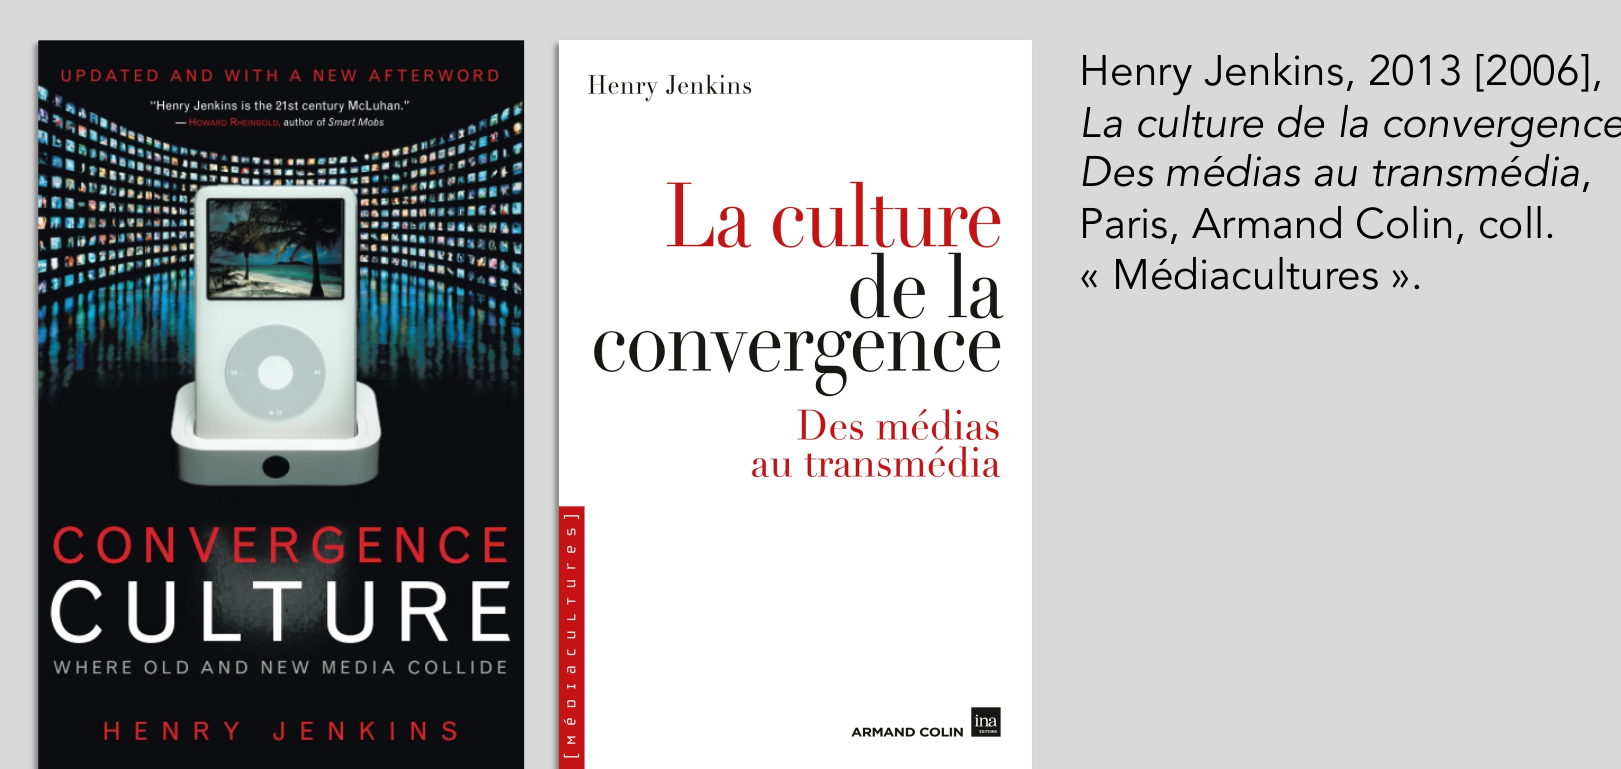 UPDATED AND WITH A NEW AFTERWORD
“Henry Jenkins is the 21st century McLuhan.”
— HOWARD RHEINGOLD, author of Smart Mobs
CONVERGENCE
CULTURE
WHERE OLD AND NEW MEDIA COLLIDE
HENRY JENKINS
Henry Jenkins
La culture
de la
convergence
Des médias
au transmédia
[médiacultures]
ARMAND COLIN
ina
ÉDITIONS
Henry Jenkins, 2013 [2006],
La culture de la convergence
Des médias au transmédia,
Paris, Armand Colin, coll.
« Médiacultures ».